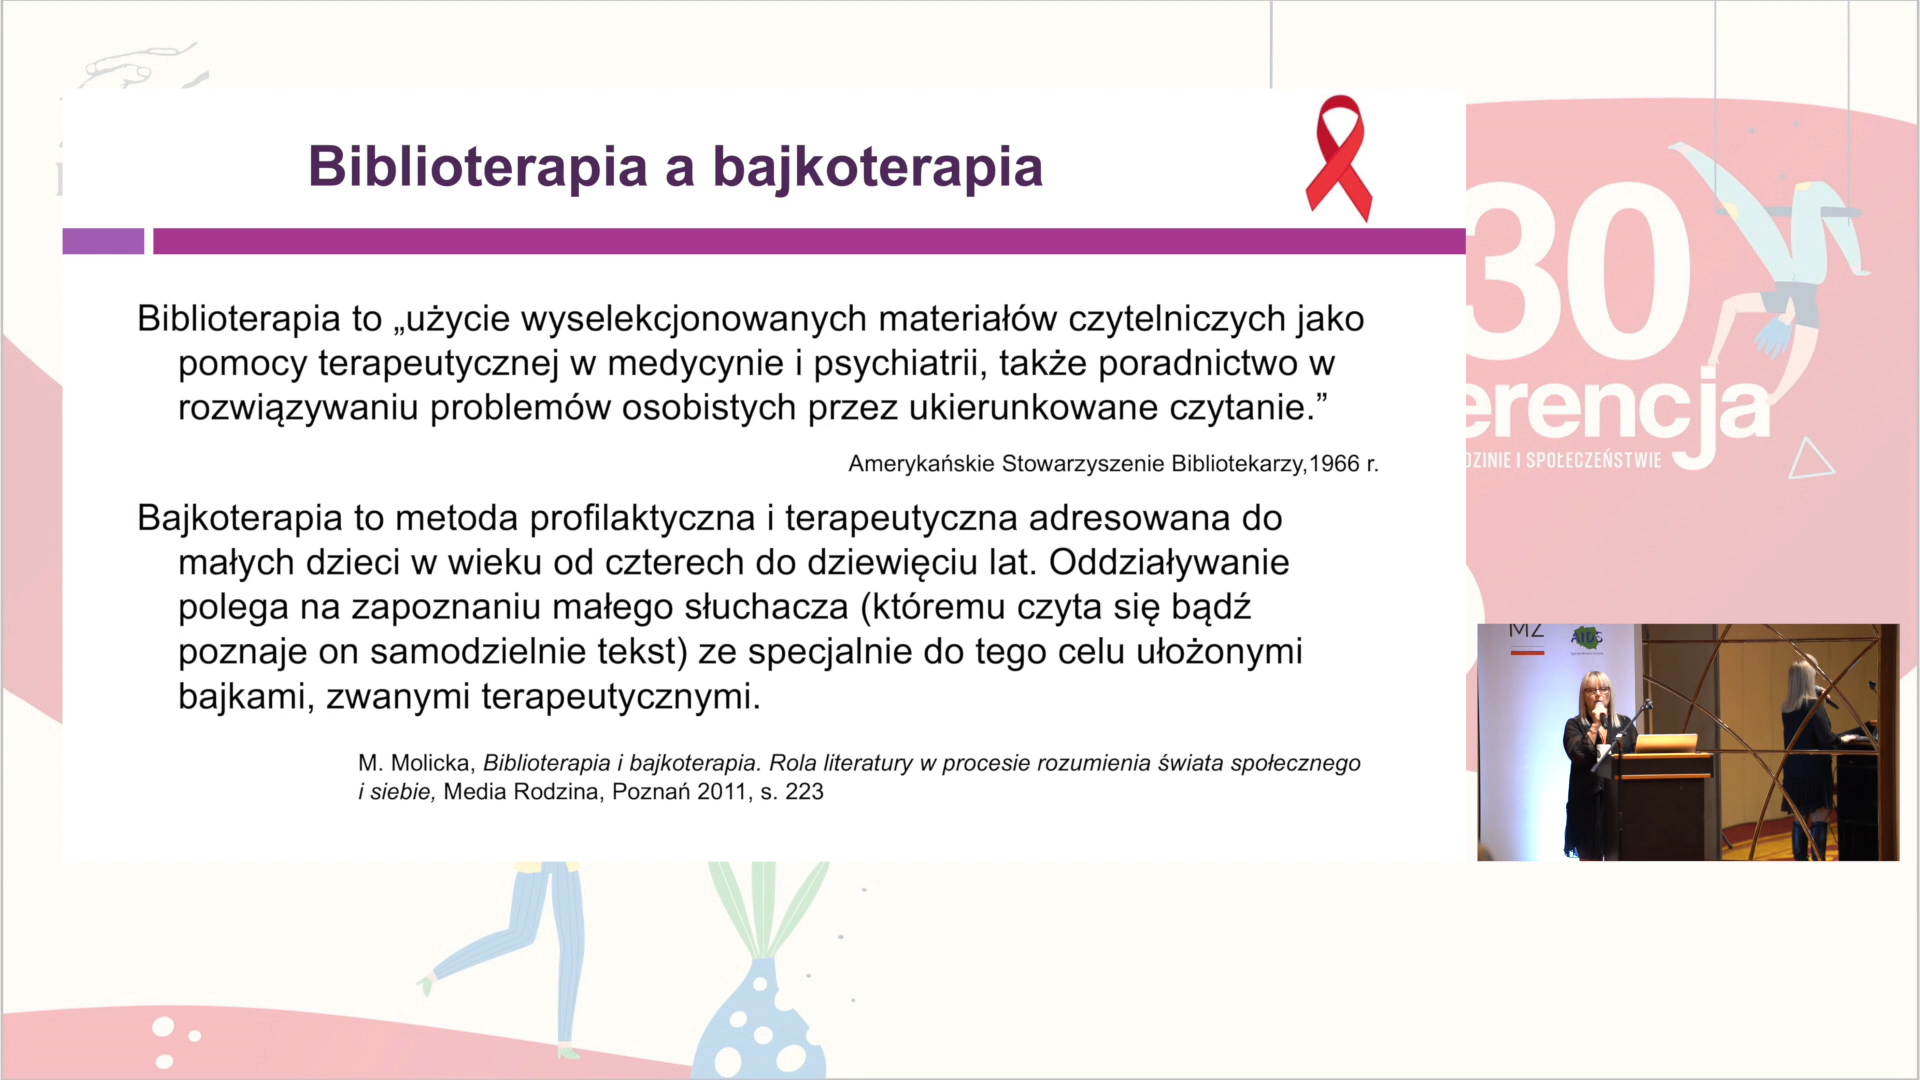 Biblioterapia a bajkoterapia
Biblioterapia to „użycie wyselekcjonowanych materiałów czytelniczych jako
pomocy terapeutycznej w medycynie i psychiatrii, także poradnictwo w
rozwiązywaniu problemów osobistych przez ukierunkowane czytanie.”
Amerykańskie Stowarzyszenie Bibliotekarzy,1966 r.
Bajkoterapia to metoda profilaktyczna i terapeutyczna adresowana do
małych dzieci w wieku od czterech do dziewięciu lat. Oddziaływanie
polega na zapoznaniu małego słuchacza (któremu czyta się bądź
poznaje on samodzielnie tekst) ze specjalnie do tego celu ułożonymi
bajkami, zwanymi terapeutycznymi.
M. Molicka, Biblioterapia i bajkoterapia. Rola literatury w procesie rozumienia świata społecznego
i siebie, Media Rodzina, Poznań 2011, s. 223
30
erencja
DZINIE I SPOŁECZEŃSTWIE
MZ
AIDS